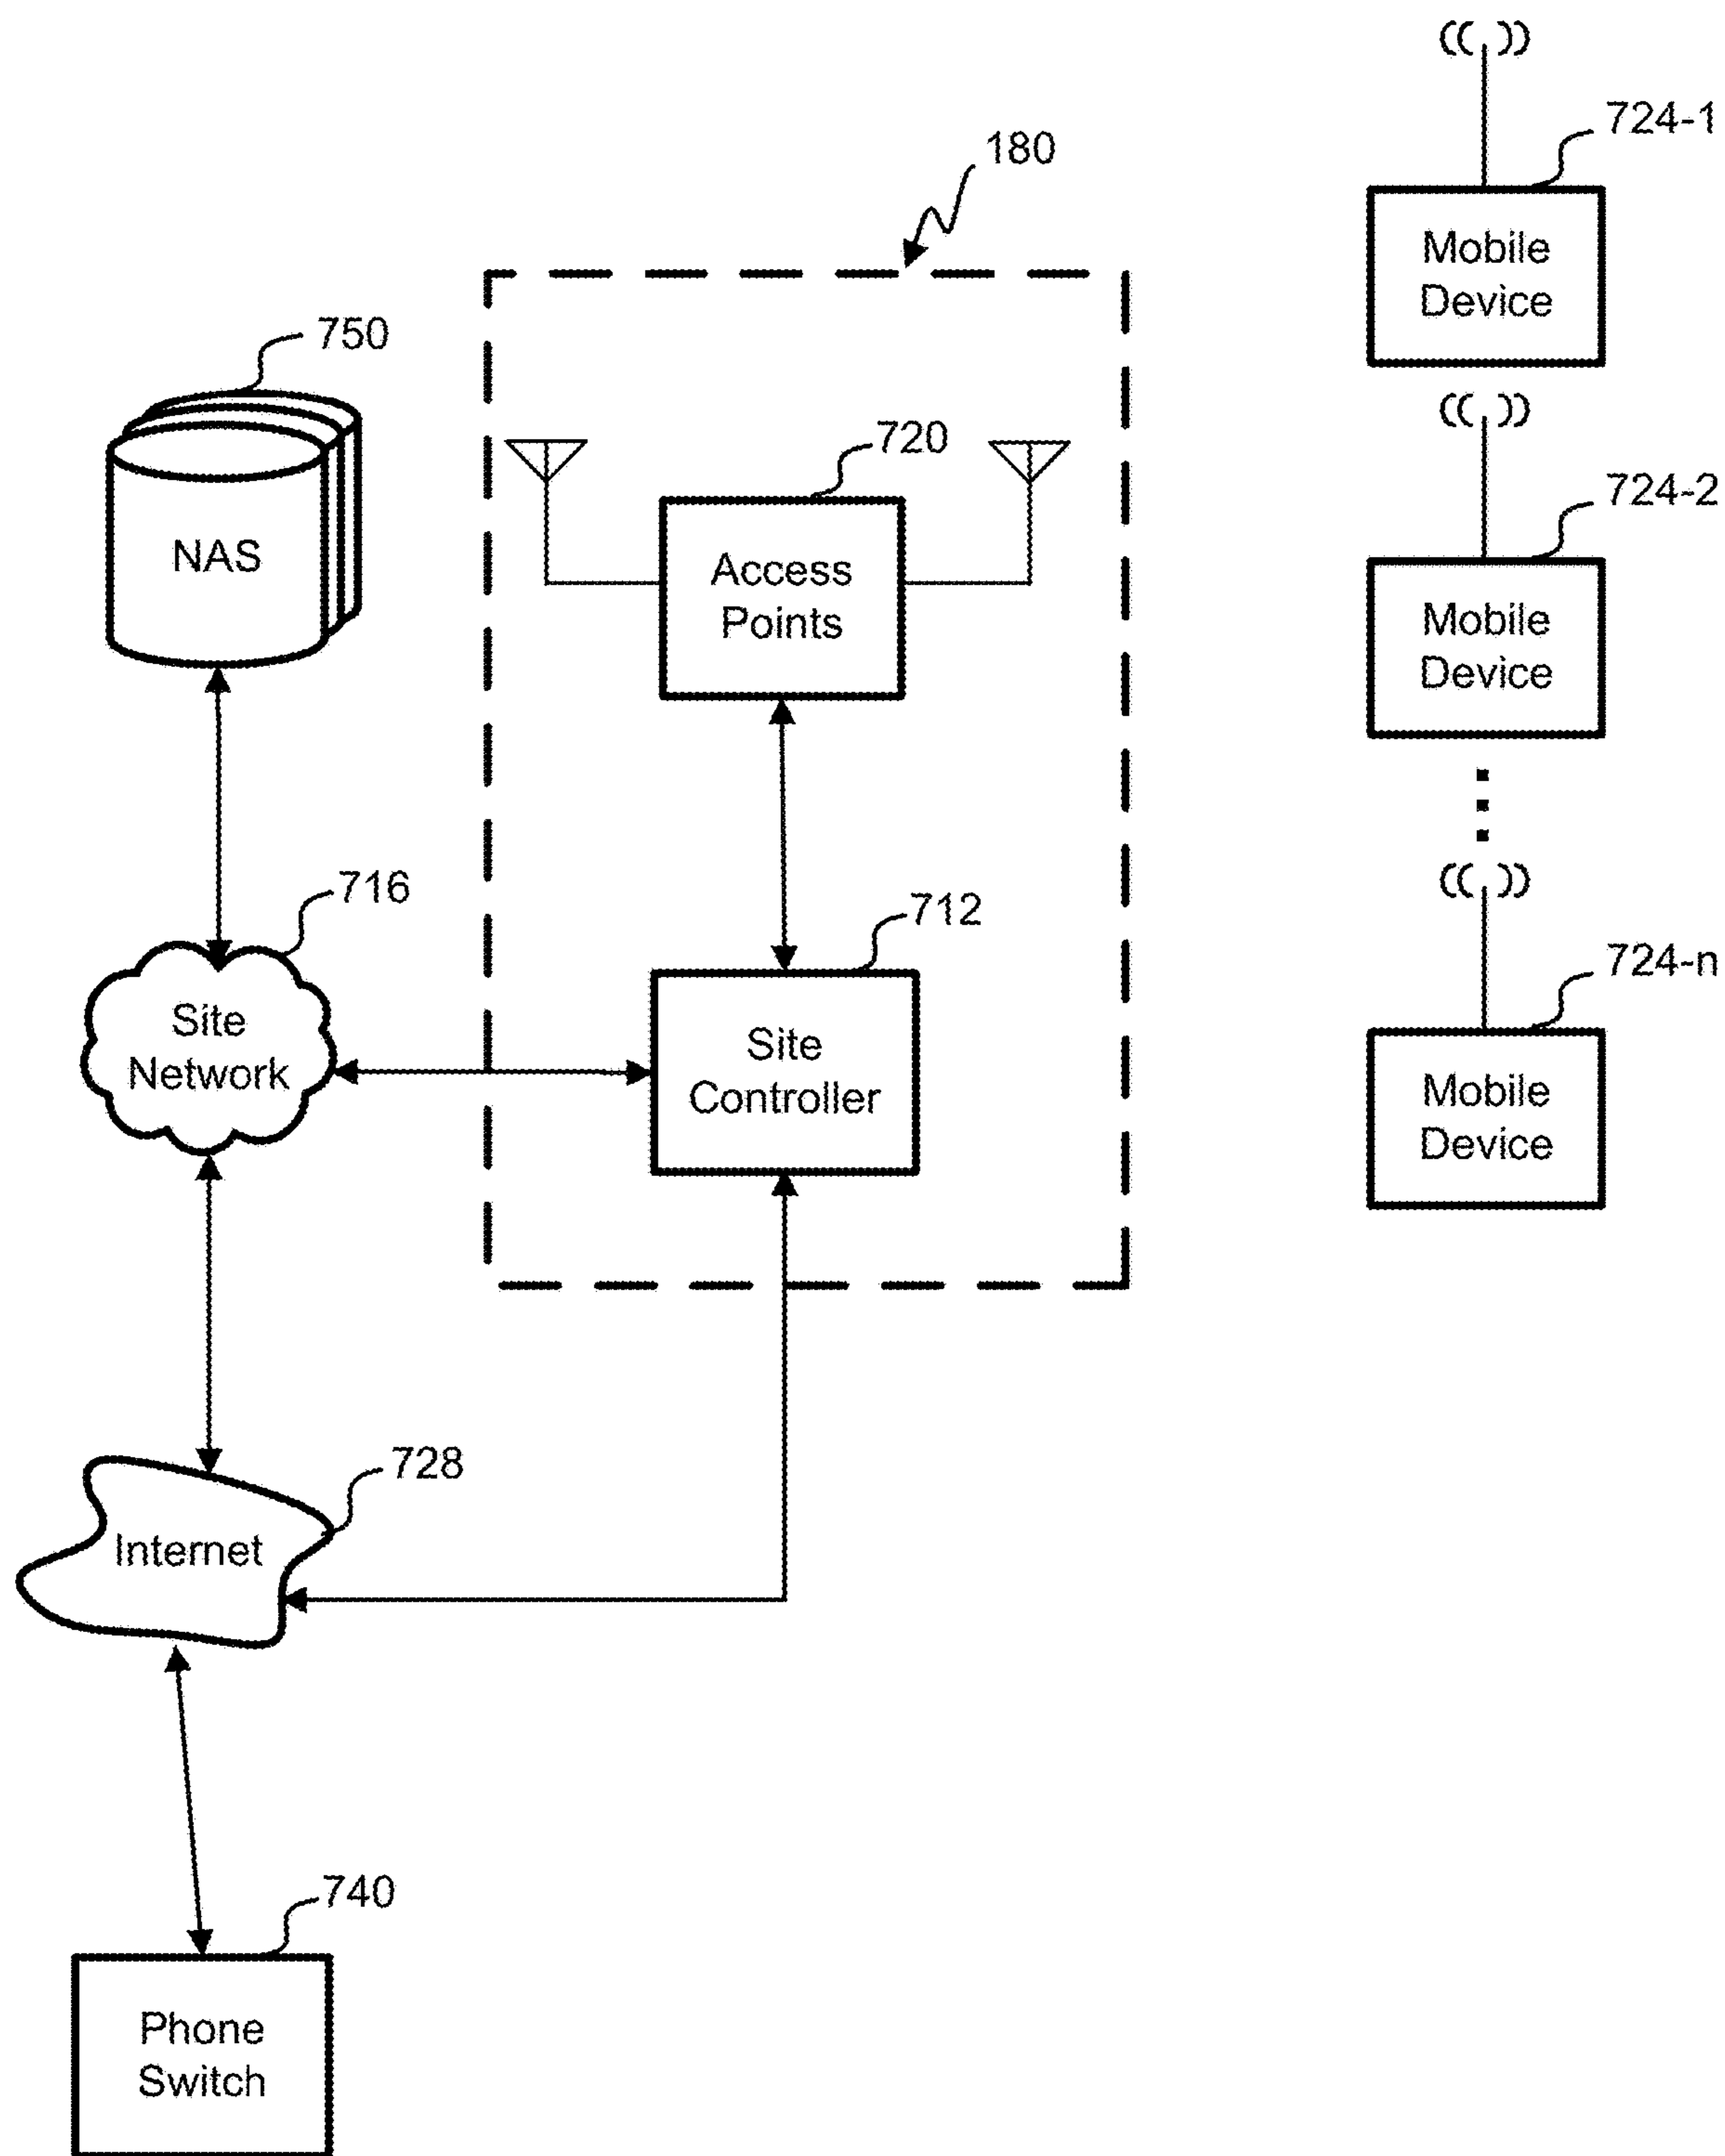 724-1
180
Mobile
Device
750
720
724-2
NAS
Access
Points
Mobile
Device
716
712
724-n
Site
Network
Site
Controller
Mobile
Device
728
Internet
740
Phone
Switch